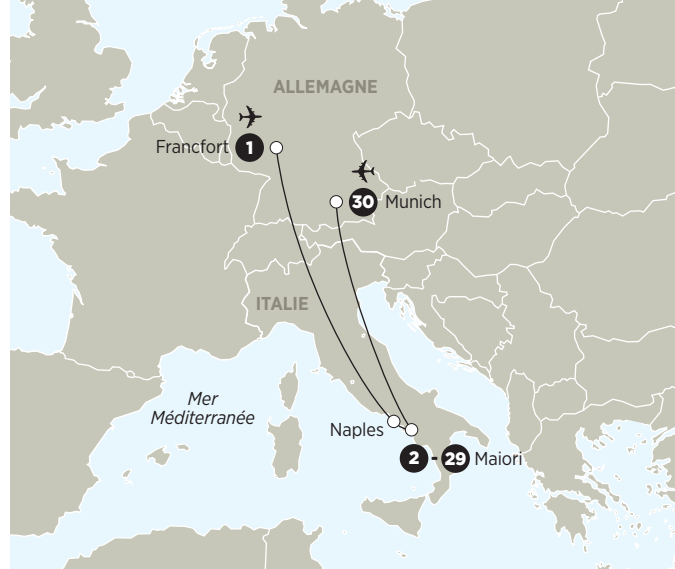 ALLEMAGNE
Francfort 1
30 Munich
ITALIE
Mer
Méditerranée
Naples
2 - 29 Maiori